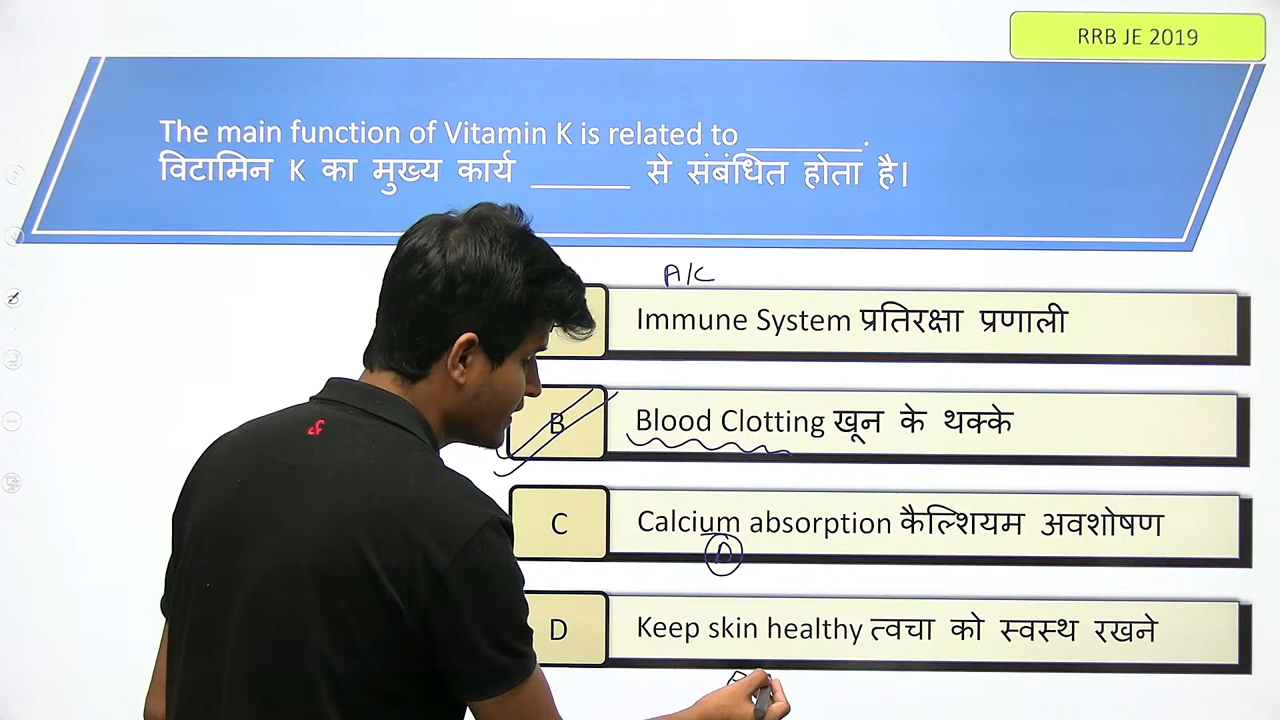 RRB JE 2019
The main function of Vitamin K is related to ________.
विटामिन K का मुख्य कार्य _______ से संबंधित होता है।
A/C
Immune System प्रतिरक्षा प्रणाली
B
Blood Clotting खून के थक्के
C
Calcium absorption कैल्शियम अवशोषण
D
D
Keep skin healthy त्वचा को स्वस्थ रखने